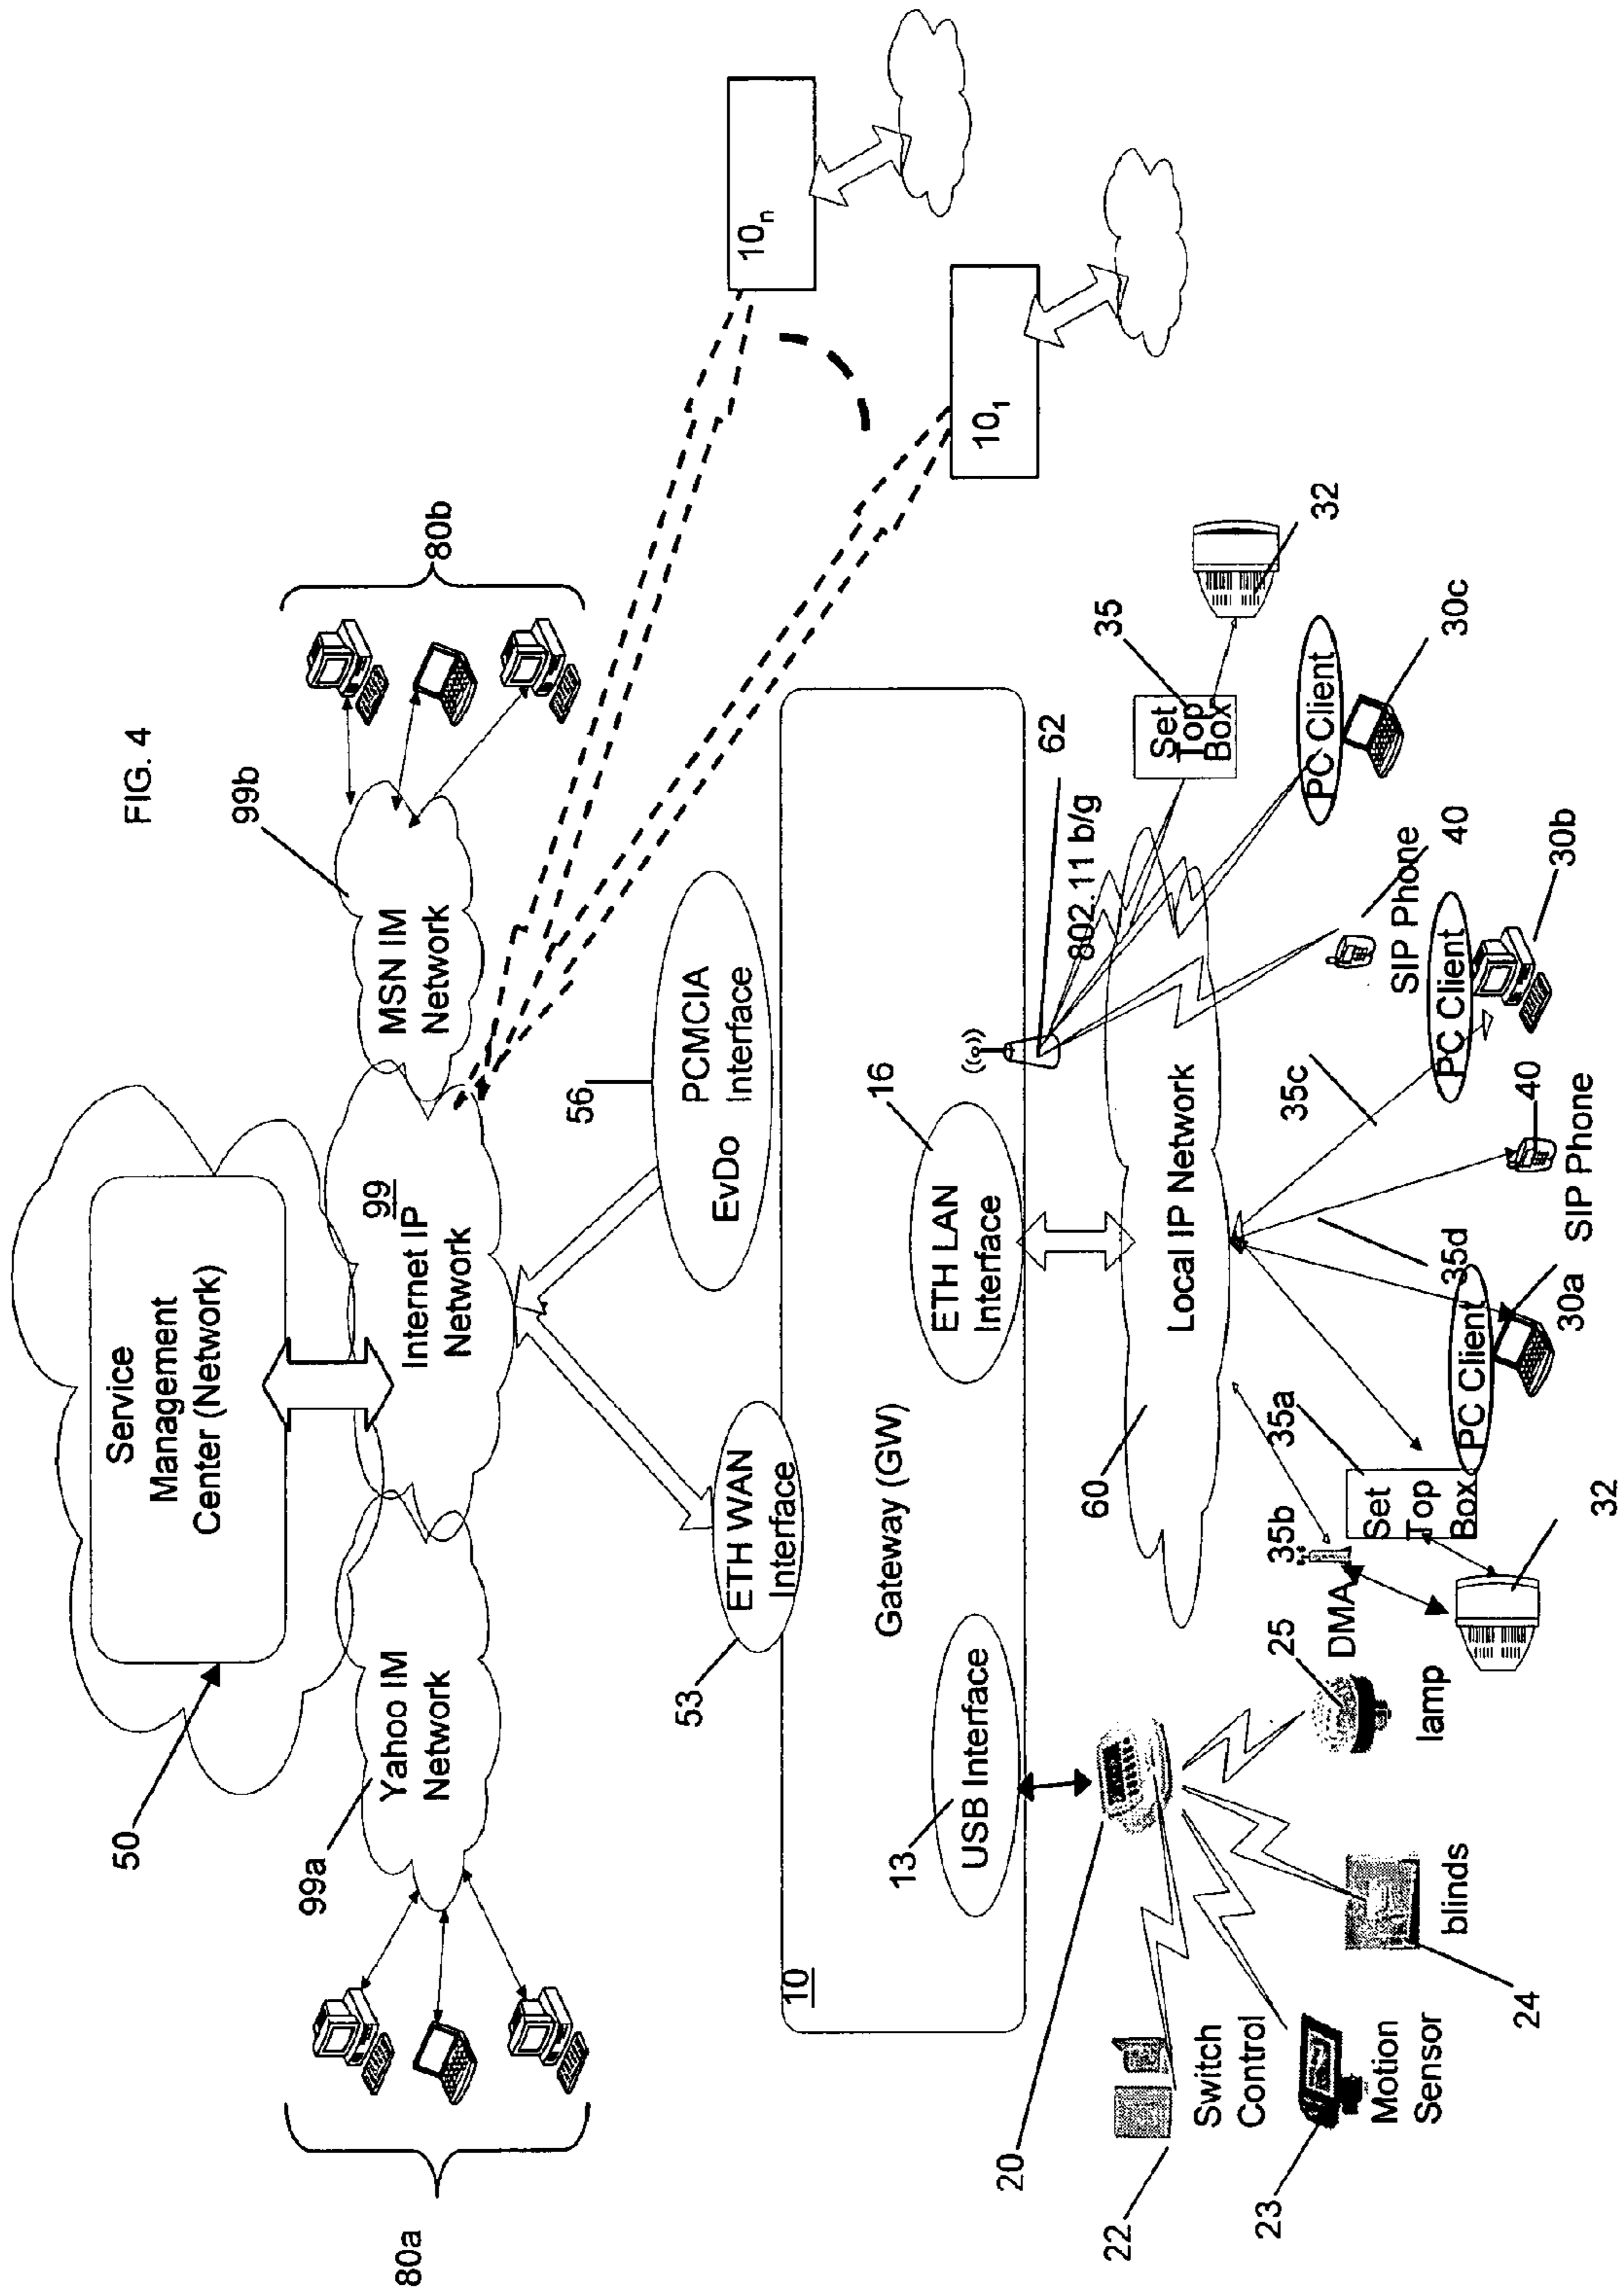 FIG. 4
Service
Management
Center (Network)
50
99a
Yahoo IM
Network
99
Internet IP
Network
99b
MSN IM
Network
80a
80b
53
ETH WAN
Interface
56
PCMCIA
EvDo Interface
10n
101
10
Gateway (GW)
13
USB Interface
16
ETH LAN
Interface
62
802.11 b/g
60
Local IP Network
20
22
Switch
Control
23
Motion
Sensor
24
blinds
25
lamp
DMA
35b
35a
Set
Top
Box
32
PC Client
30a
35d
SIP Phone
40
35c
PC Client
30b
SIP Phone
40
35
Set
Top
Box
32
PC Client
30c